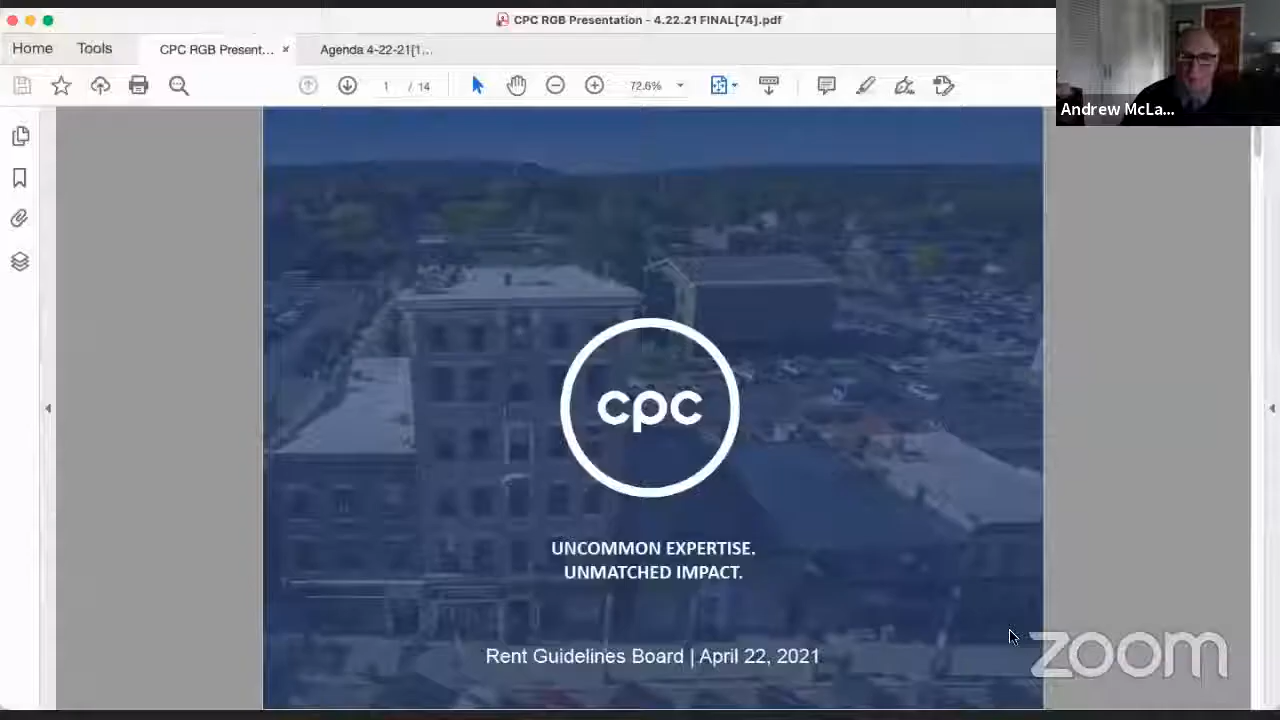 CPC RGB Presentation - 4.22.21 FINAL[74].pdf
Home
Tools
CPC RGB Present... ×
Agenda 4-22-21[1...
1 / 14
72.6%
Andrew McLa...
cpc
UNCOMMON EXPERTISE.
UNMATCHED IMPACT.
Rent Guidelines Board | April 22, 2021
zoom